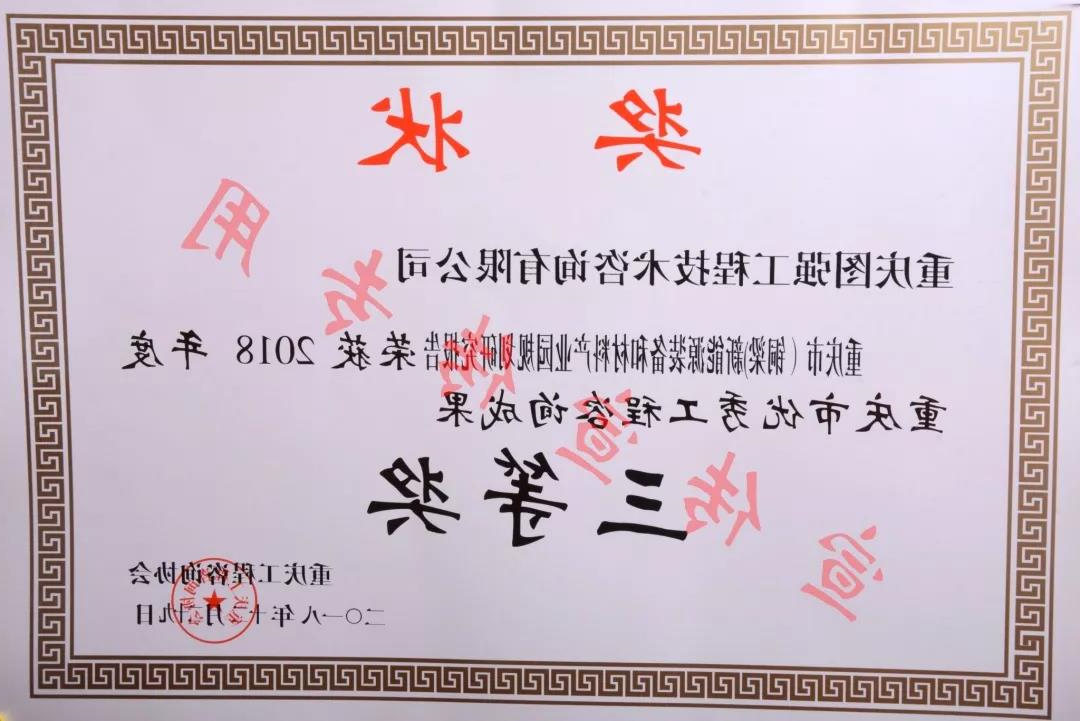 奖状
重庆图强工程技术咨询有限公司
重庆市（铜梁)新能源装备和材料产业园规划研究报告荣获 2018 年度
重庆市优秀工程咨询成果
三等奖
重庆工程咨询协会
二〇一八年十二月十九日